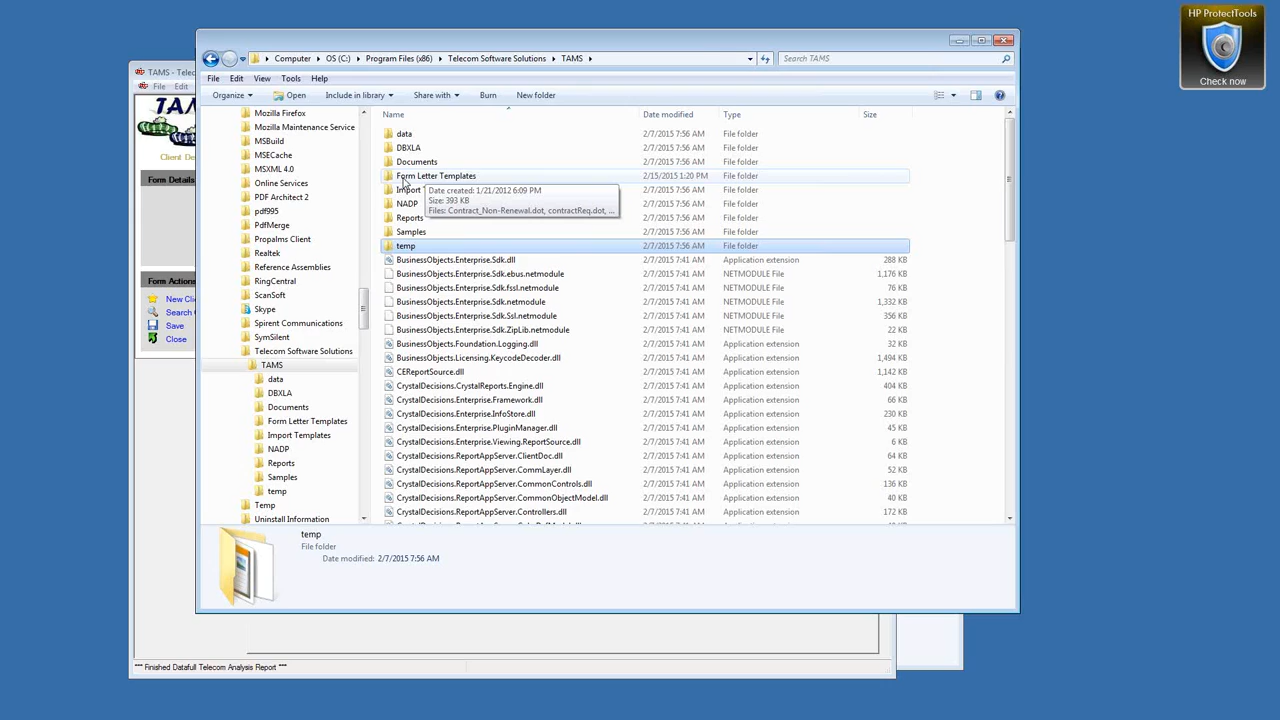 HP ProtectTools
Check now
TAMS - Telec
File Edit
TAM
Client De
Form Details
Form Actions
New Clie
Search
Save
Close
Computer OS (C:) Program Files (x86) Telecom Software Solutions TAMS
Search TAMS
File Edit View Tools Help
Organize Open Include in library Share with Burn New folder
Mozilla Firefox
Mozilla Maintenance Service
MSBuild
MSECache
MSXML 4.0
Online Services
PDF Architect 2
pdf995
PdfMerge
Propalms Client
Realtek
Reference Assemblies
RingCentral
ScanSoft
Skype
Spirent Communications
SymSilent
Telecom Software Solutions
TAMS
data
DBXLA
Documents
Form Letter Templates
Import Templates
NADP
Reports
Samples
temp
Temp
Uninstall Information
Name Date modified Type Size
data 2/7/2015 7:56 AM File folder
DBXLA 2/7/2015 7:56 AM File folder
Documents 2/7/2015 7:56 AM File folder
Form Letter Templates 2/15/2015 1:20 PM File folder
Import 2/7/2015 7:56 AM File folder
NADP 2/7/2015 7:56 AM File folder
Reports 2/7/2015 7:56 AM File folder
Samples 2/7/2015 7:56 AM File folder
temp 2/7/2015 7:56 AM File folder
Date created: 1/21/2012 6:09 PM
Size: 393 KB
Files: Contract_Non-Renewal.dot, contractReq.dot, ...
BusinessObjects.Enterprise.Sdk.dll 2/7/2015 7:41 AM Application extension 288 KB
BusinessObjects.Enterprise.Sdk.ebus.netmodule 2/7/2015 7:41 AM NETMODULE File 1,176 KB
BusinessObjects.Enterprise.Sdk.fssl.netmodule 2/7/2015 7:41 AM NETMODULE File 76 KB
BusinessObjects.Enterprise.Sdk.netmodule 2/7/2015 7:41 AM NETMODULE File 1,332 KB
BusinessObjects.Enterprise.Sdk.Ssl.netmodule 2/7/2015 7:41 AM NETMODULE File 356 KB
BusinessObjects.Enterprise.Sdk.ZipLib.netmodule 2/7/2015 7:41 AM NETMODULE File 22 KB
BusinessObjects.Foundation.Logging.dll 2/7/2015 7:41 AM Application extension 32 KB
BusinessObjects.Licensing.KeycodeDecoder.dll 2/7/2015 7:41 AM Application extension 1,494 KB
CEReportSource.dll 2/7/2015 7:41 AM Application extension 1,142 KB
CrystalDecisions.CrystalReports.Engine.dll 2/7/2015 7:41 AM Application extension 404 KB
CrystalDecisions.Enterprise.Framework.dll 2/7/2015 7:41 AM Application extension 66 KB
CrystalDecisions.Enterprise.InfoStore.dll 2/7/2015 7:41 AM Application extension 20 KB
CrystalDecisions.Enterprise.PluginManager.dll 2/7/2015 7:41 AM Application extension 45 KB
CrystalDecisions.Enterprise.Viewing.ReportSource.dll 2/7/2015 7:41 AM Application extension 6 KB
CrystalDecisions.ReportAppServer.ClientDoc.dll 2/7/2015 7:41 AM Application extension 64 KB
CrystalDecisions.ReportAppServer.CommLayer.dll 2/7/2015 7:41 AM Application extension 52 KB
CrystalDecisions.ReportAppServer.CommonControls.dll 2/7/2015 7:41 AM Application extension 136 KB
CrystalDecisions.ReportAppServer.CommonObjectModel.dll 2/7/2015 7:41 AM Application extension 40 KB
CrystalDecisions.ReportAppServer.Controllers.dll 2/7/2015 7:41 AM Application extension 172 KB
temp
File folder
Date modified: 2/7/2015 7:56 AM
*** Finished Datafull Telecom Analysis Report ***